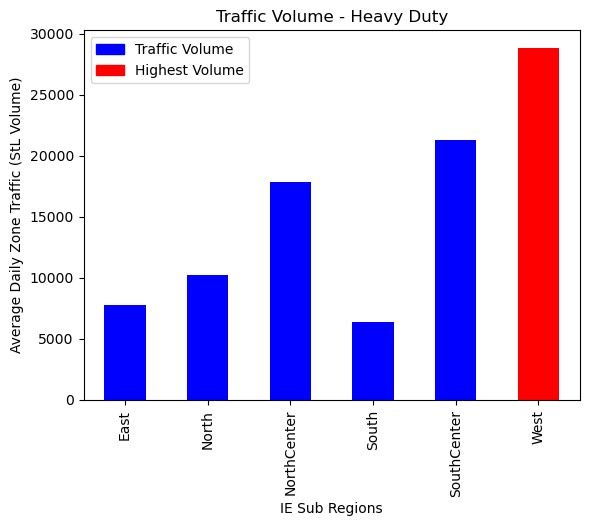 Traffic Volume - Heavy Duty
Traffic Volume
Highest Volume
Average Daily Zone Traffic (StL Volume)
30000
25000
20000
15000
10000
5000
0
East
North
NorthCenter
South
SouthCenter
West
IE Sub Regions